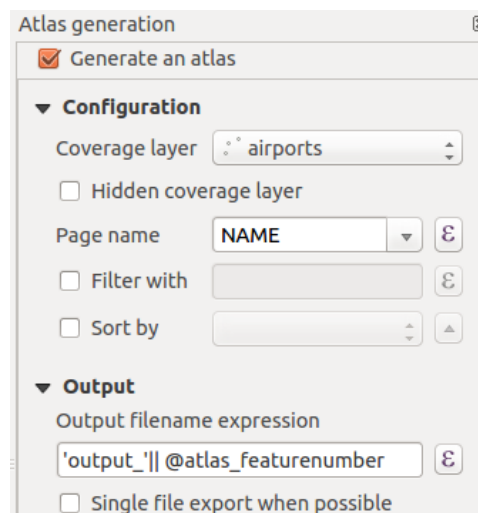 Atlas generation
Generate an atlas
Configuration
Coverage layer airports
Hidden coverage layer
Page name NAME ε
Filter with ε
Sort by
Output
Output filename expression
'output_'|| @atlas_featurenumber ε
Single file export when possible